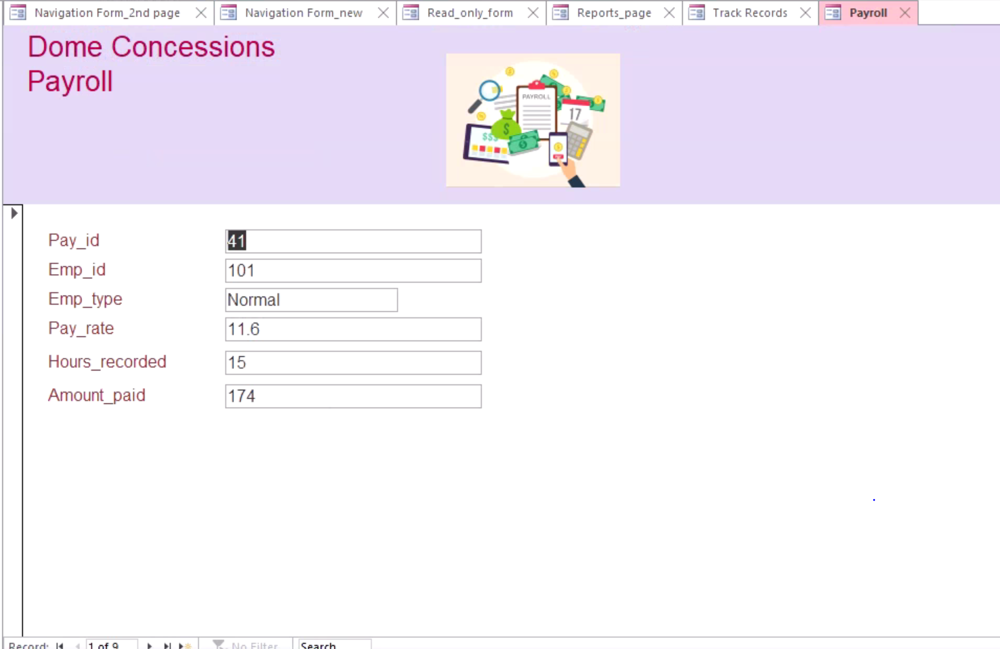 Navigation Form_2nd page Navigation Form_new Read_only_form Reports_page Track Records Payroll
Dome Concessions
Payroll
PAYROLL
17
$
$$$
Pay_id 41
Emp_id 101
Emp_type Normal
Pay_rate 11.6
Hours_recorded 15
Amount_paid 174
Record: 1 of 9 No Filter Search